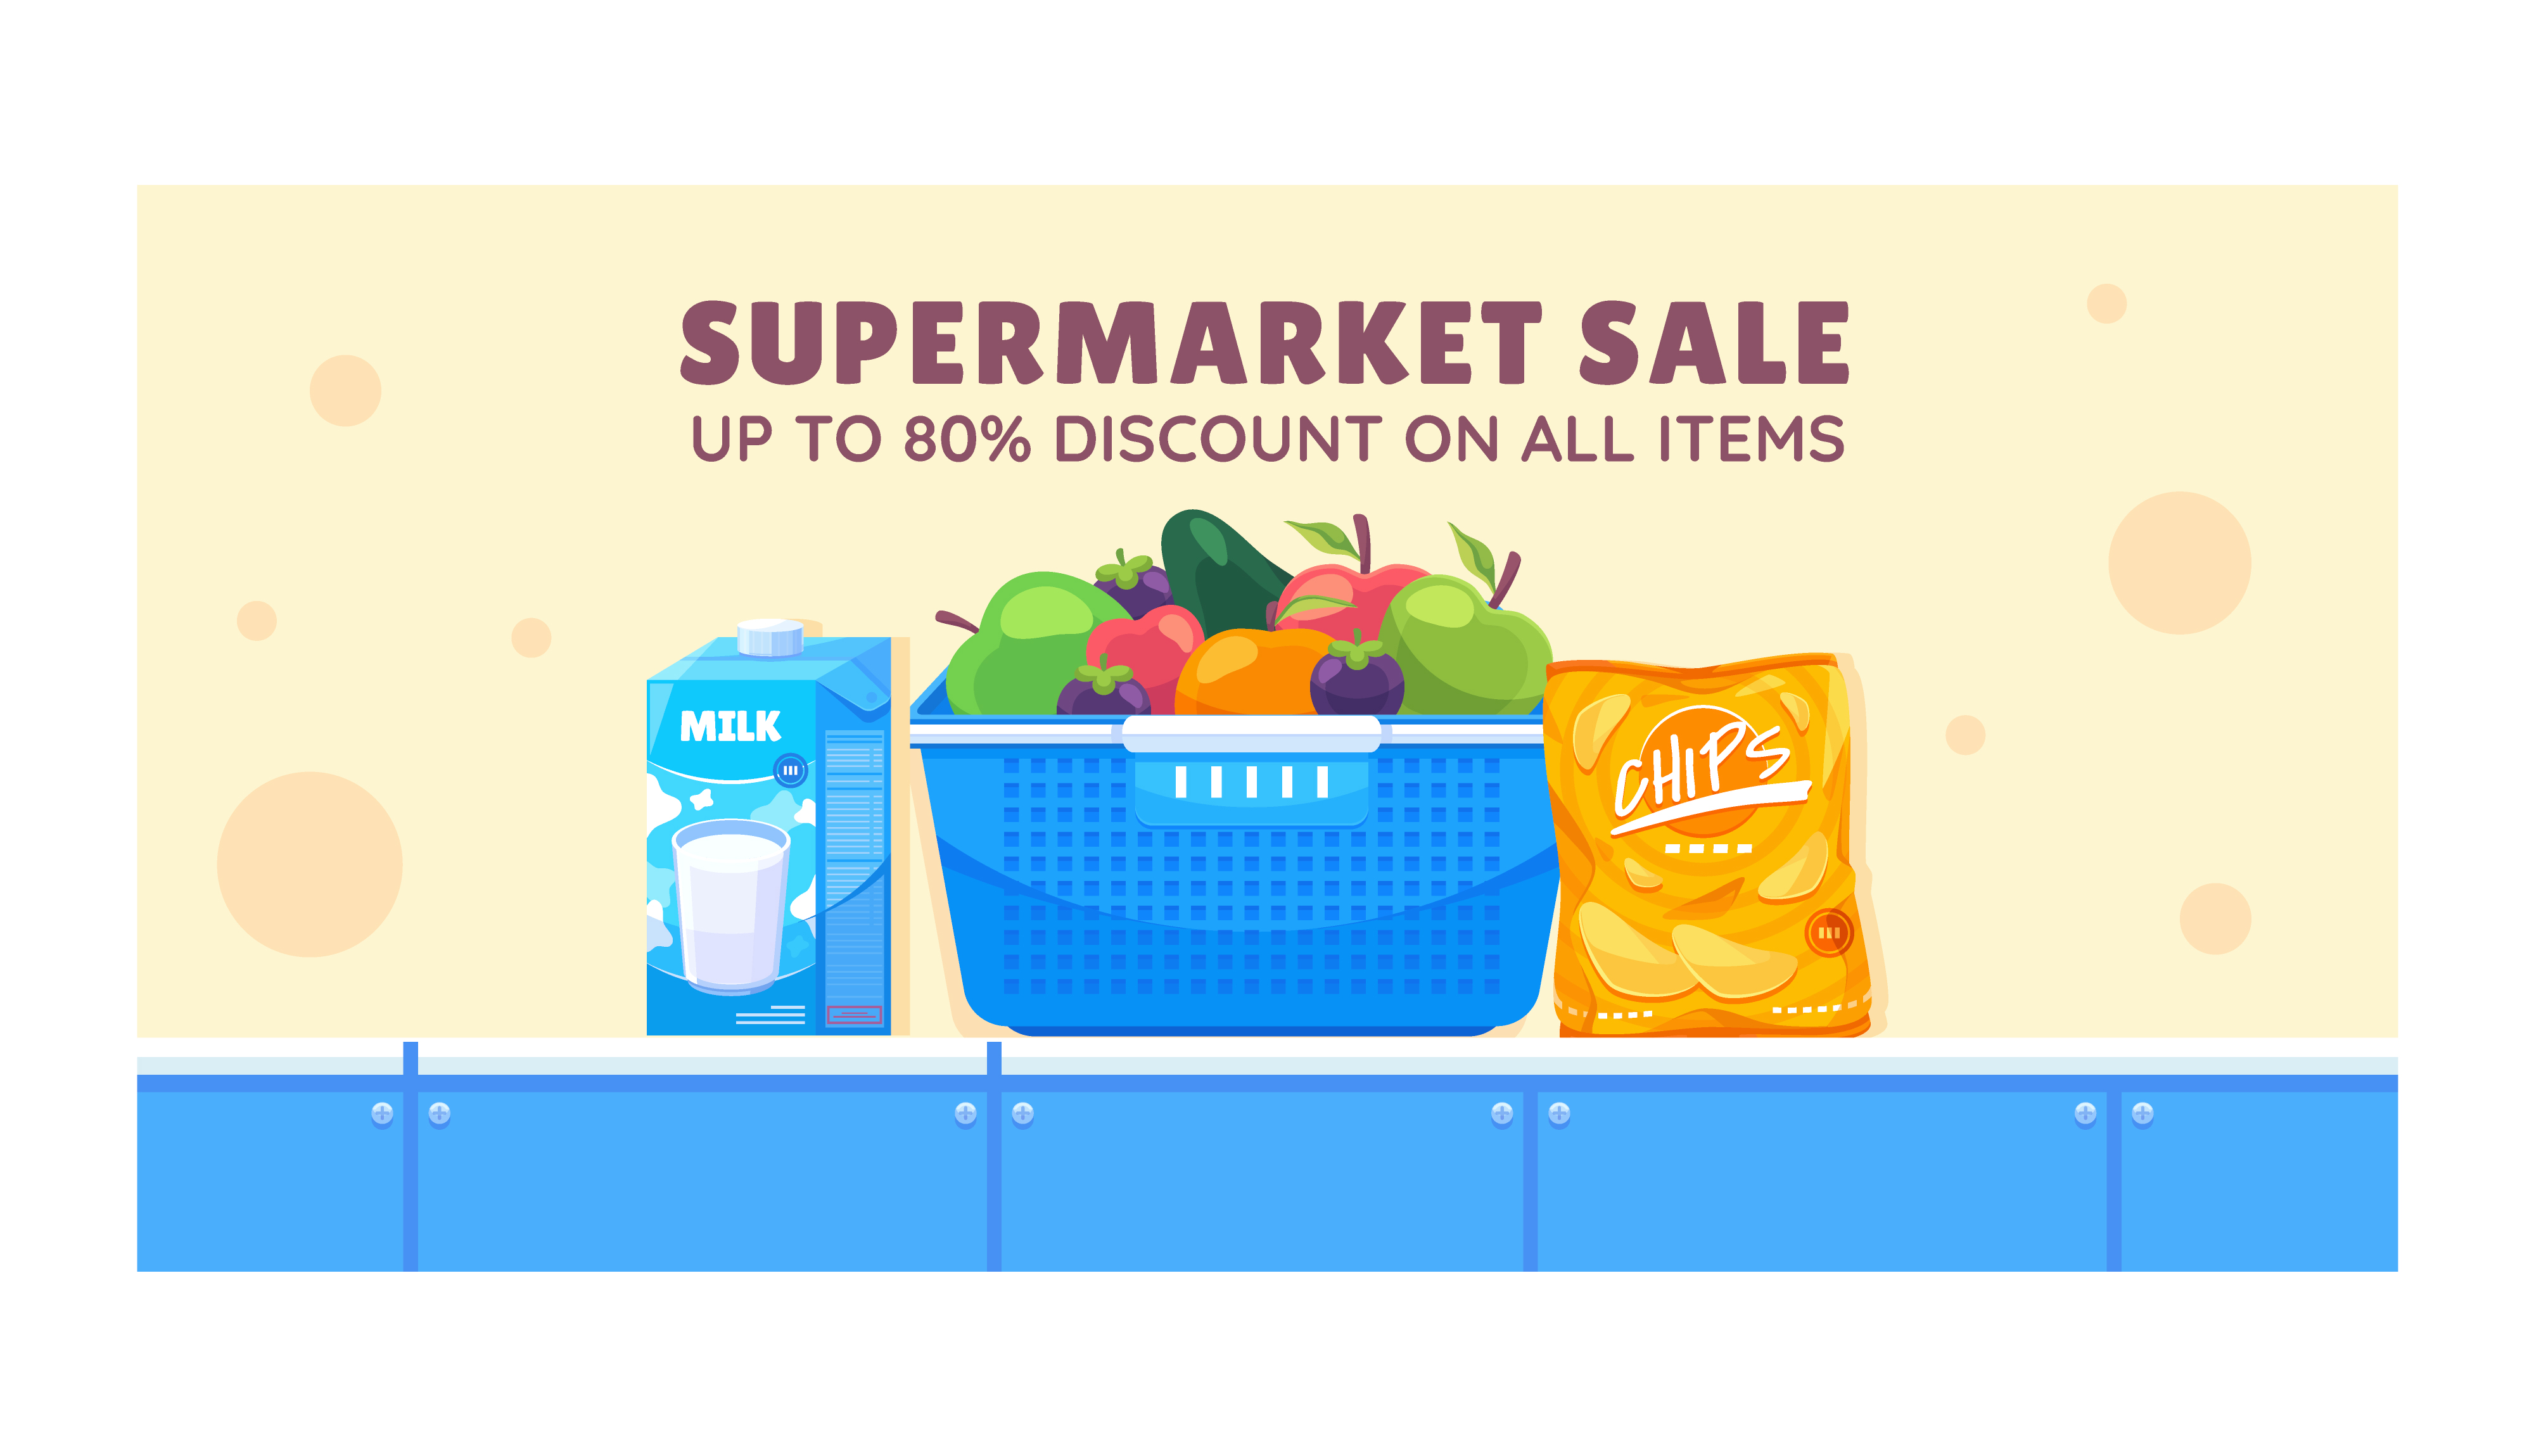 SUPERMARKET SALE
UP TO 80% DISCOUNT ON ALL ITEMS
MILK
CHIPS